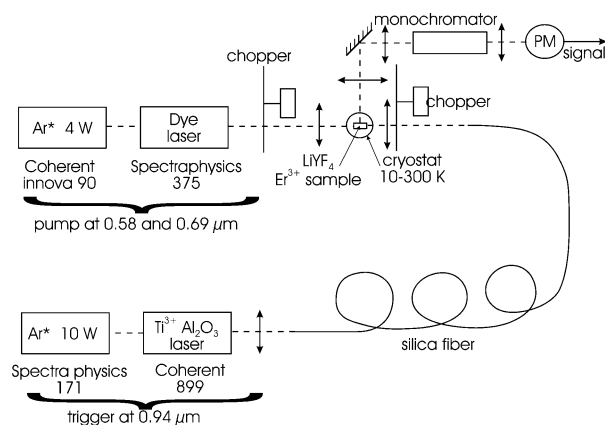 monochromator
PM
signal
chopper
chopper
Ar* 4 W
Dye
laser
LiYF₄
Er³⁺ sample
cryostat
10-300 K
Coherent
innova 90
Spectraphysics
375
pump at 0.58 and 0.69 µm
Ar* 10 W
Ti³⁺ Al₂O₃
laser
silica fiber
Spectra physics
171
Coherent
899
trigger at 0.94 µm